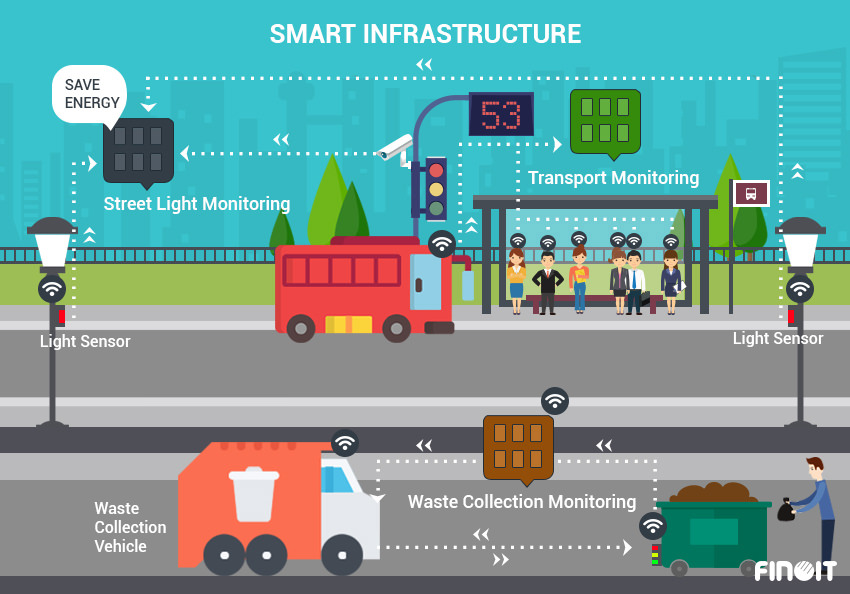 SMART INFRASTRUCTURE
SAVE
ENERGY
53
Street Light Monitoring
Transport Monitoring
Light Sensor
Light Sensor
Waste Collection Monitoring
Waste
Collection
Vehicle
FINOIT